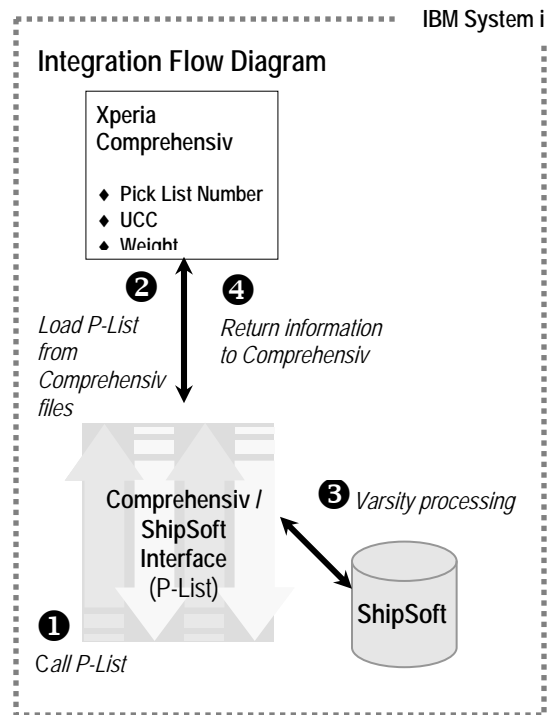 IBM System i
Integration Flow Diagram
Xperia
Comprehensiv
♦ Pick List Number
♦ UCC
♦ Weight
❷
❹
Load P-List
from
Comprehensiv
files
Return information
to Comprehensiv
Comprehensiv /
ShipSoft
Interface
(P-List)
❸ Varsity processing
ShipSoft
❶
Call P-List